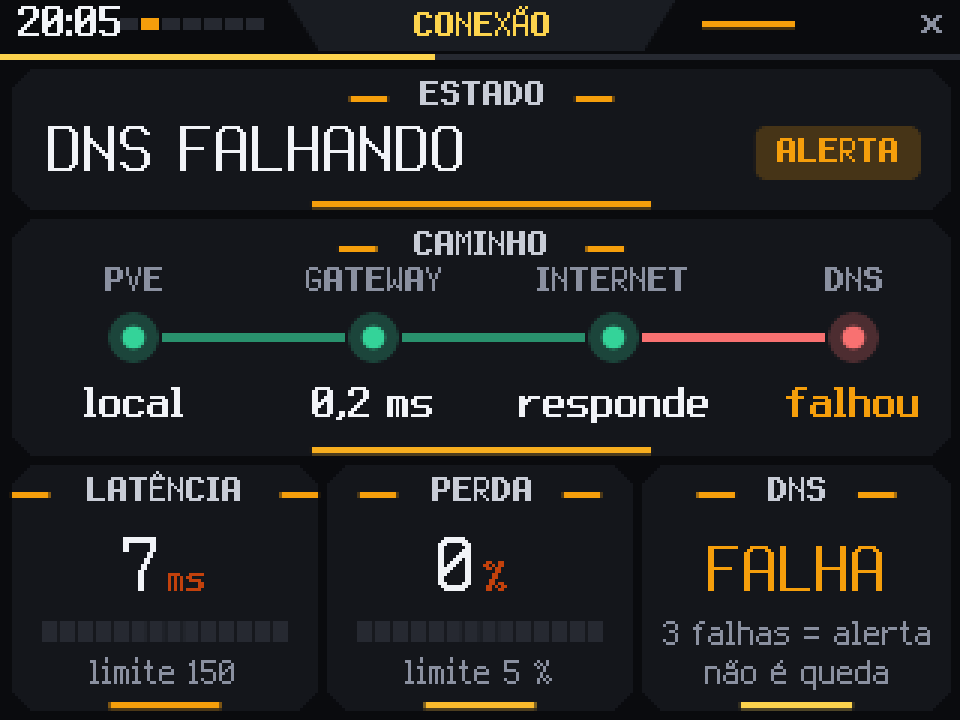 20:05
CONEXÃO
x
ESTADO
DNS FALHANDO
ALERTA
CAMINHO
PVE GATEWAY INTERNET DNS
local 0,2 ms responde falhou
LATÊNCIA
7 ms
limite 150
PERDA
0 %
limite 5 %
DNS
FALHA
3 falhas = alerta
não é queda